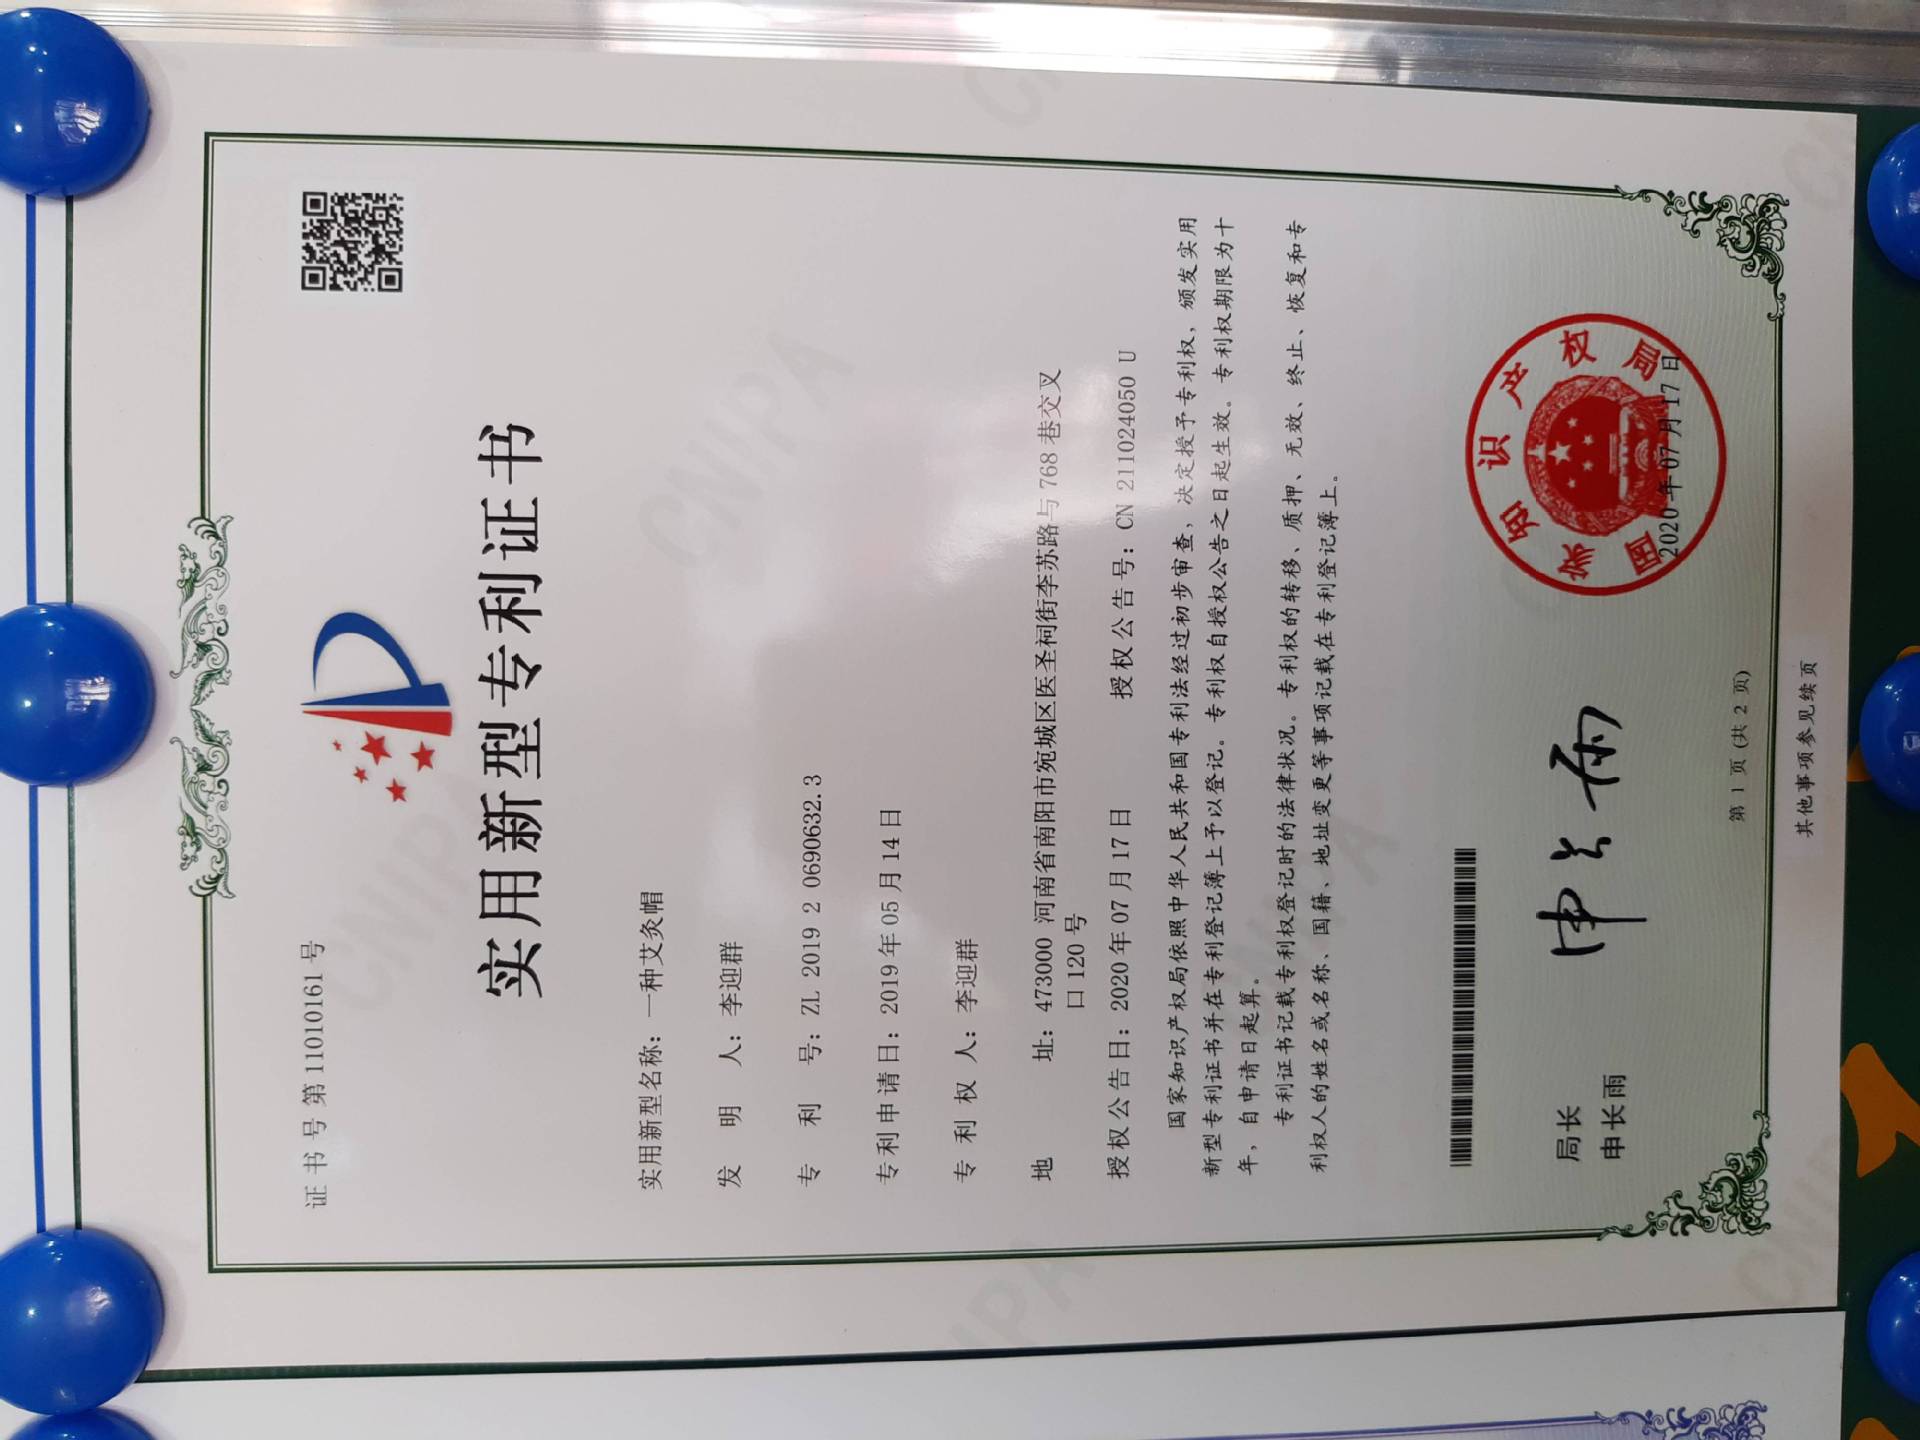 证书号第11010161号
实用新型专利证书
实用新型名称：一种艾灸帽
发明人：李迎群
专利号：ZL 2019 2 0690632.3
专利申请日：2019年05月14日
专利权人：李迎群
地址：473000 河南省南阳市宛城区医圣祠街李苏路与768巷交叉
口120号
授权公告日：2020年07月17日 授权公告号：CN 211024050 U
国家知识产权局依照中华人民共和国专利法经过初步审查，决定授予专利权，颁发实用
新型专利证书并在专利登记簿上予以登记。专利权自授权公告之日起生效。专利权期限为十
年，自申请日起算。
专利证书记载专利权登记时的法律状况。专利权的转移、质押、无效、终止、恢复和专
利权人的姓名或名称、国籍、地址变更等事项记载在专利登记簿上。
局长
申长雨
申长雨
国家知识产权局
2020年07月17日
第 1 页 (共 2 页)
其他事项参见续页
CNIPA
CNIPA
CNIPA
CNIPA